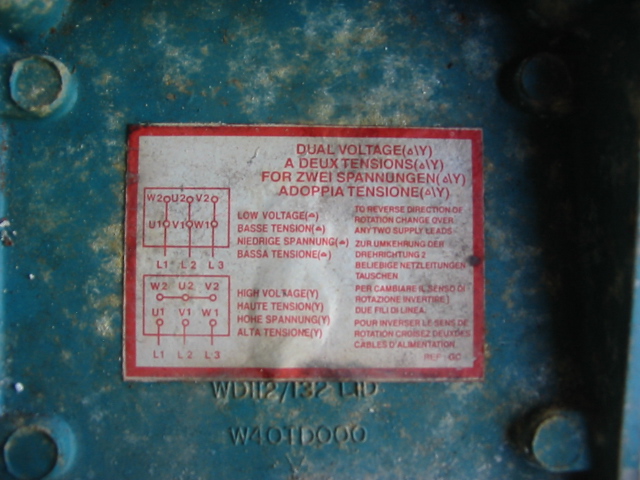 DUAL VOLTAGE(△\Y)
A DEUX TENSIONS(△\Y)
FOR ZWEI SPANNUNGEN(△\Y)
ADOPPIA TENSIONE(△\Y)
W2 U2 V2
U1 V1 W1
L1 L2 L3
LOW VOLTAGE(△)
BASSE TENSION(△)
NIEDRIGE SPANNUNG(△)
BASSA TENSIONE(△)
W2 U2 V2
U1 V1 W1
L1 L2 L3
HIGH VOLTAGE(Y)
HAUTE TENSION(Y)
HOHE SPANNUNG(Y)
ALTA TENSIONE(Y)
TO REVERSE DIRECTION OF
ROTATION CHANGE OVER
ANY TWO SUPPLY LEADS
ZUR UMKEHRUNG DER
DREHRICHTUNG 2
BELIEBIGE NETZLEITUNGEN
TAUSCHEN
PER CAMBIARE IL SENSO DI
ROTAZIONE INVERTIRE I
DUE FILI DI LINEA.
POUR INVERSER LE SENS DE
ROTATION CROISEZ DEUX DES
CABLES D'ALIMENTATION
REF GC
WD112/132
W40TD000